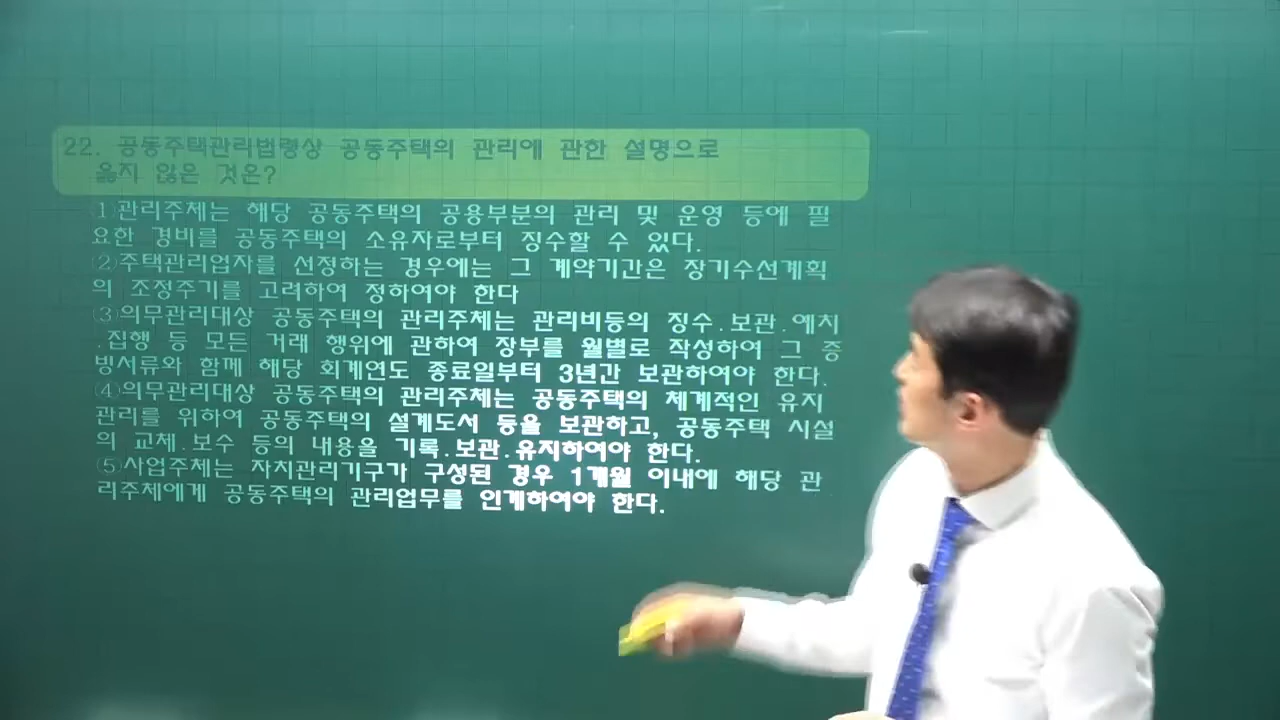 22. 공동주택관리법령상 공동주택의 관리에 관한 설명으로
옳지 않은 것은?
①관리주체는 해당 공동주택의 공용부분의 관리 및 운영 등에 필
요한 경비를 공동주택의 소유자로부터 징수할 수 있다.
②주택관리업자를 선정하는 경우에는 그 계약기간은 장기수선계획
의 조정주기를 고려하여 정하여야 한다
③의무관리대상 공동주택의 관리주체는 관리비등의 징수.보관.예치
.집행 등 모든 거래 행위에 관하여 장부를 월별로 작성하여 그 증
빙서류와 함께 해당 회계연도 종료일부터 3년간 보관하여야 한다.
④의무관리대상 공동주택의 관리주체는 공동주택의 체계적인 유지
관리를 위하여 공동주택의 설계도서 등을 보관하고, 공동주택 시설
의 교체.보수 등의 내용을 기록.보관.유지하여야 한다.
⑤사업주체는 자치관리기구가 구성된 경우 1개월 이내에 해당 관
리주체에게 공동주택의 관리업무를 인계하여야 한다.